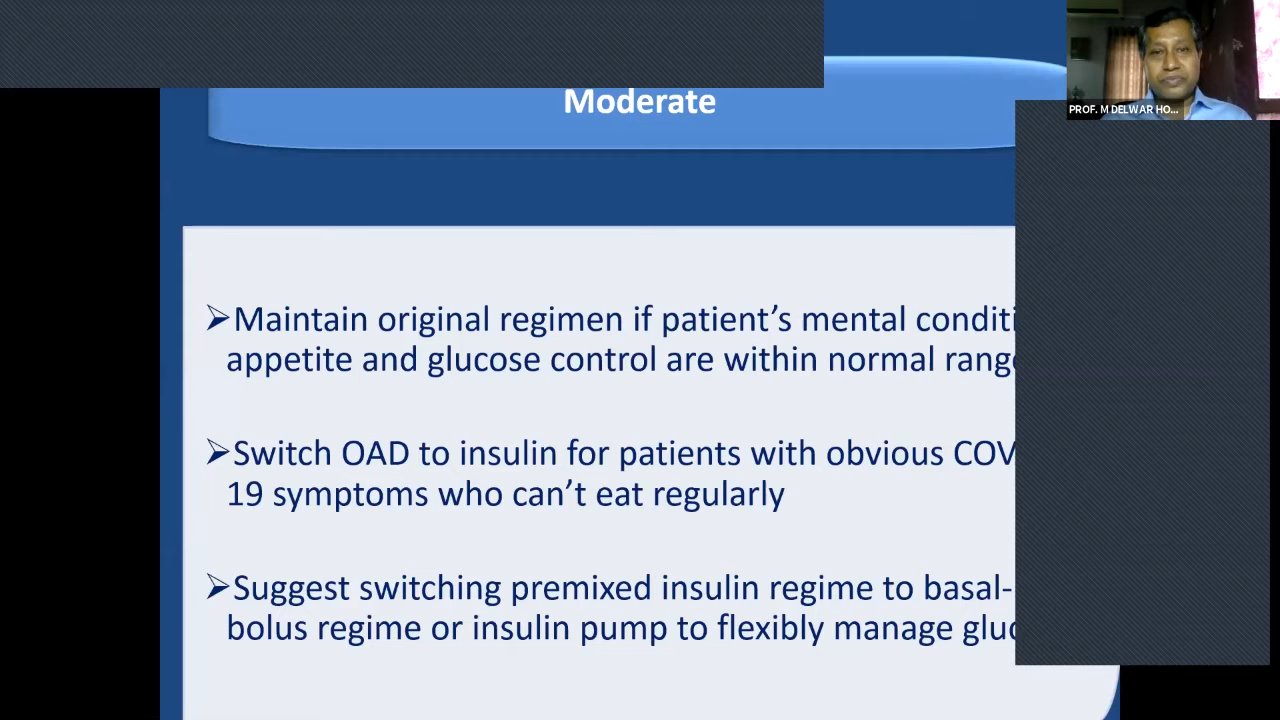 PROF. M DELWAR HO...
Moderate
➢Maintain original regimen if patient's mental conditi
appetite and glucose control are within normal range
➢Switch OAD to insulin for patients with obvious COV
19 symptoms who can't eat regularly
➢Suggest switching premixed insulin regime to basal-
bolus regime or insulin pump to flexibly manage gluc